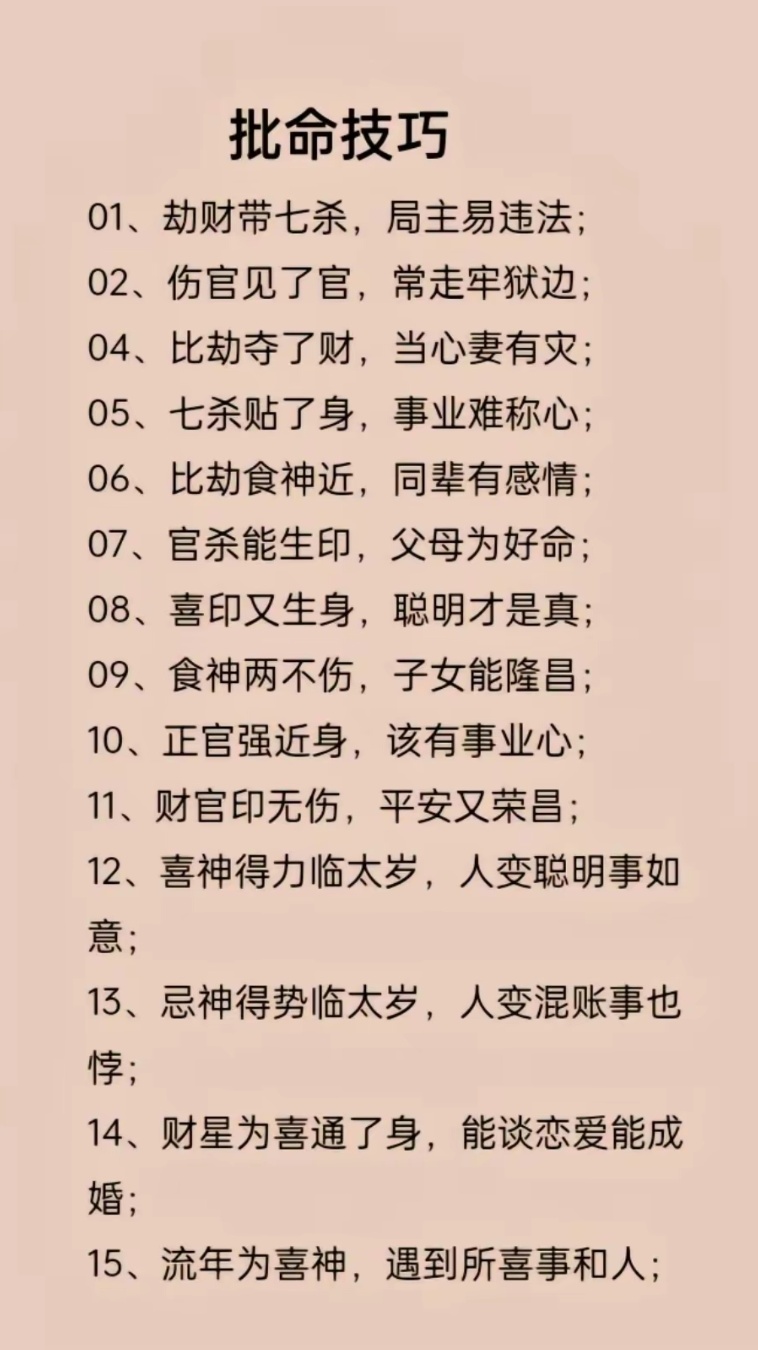 批命技巧
01、劫财带七杀，局主易违法；
02、伤官见了官，常走牢狱边；
04、比劫夺了财，当心妻有灾；
05、七杀贴了身，事业难称心；
06、比劫食神近，同辈有感情；
07、官杀能生印，父母为好命；
08、喜印又生身，聪明才是真；
09、食神两不伤，子女能隆昌；
10、正官强近身，该有事业心；
11、财官印无伤，平安又荣昌；
12、喜神得力临太岁，人变聪明事如
意；
13、忌神得势临太岁，人变混账事也
悖；
14、财星为喜通了身，能谈恋爱能成
婚；
15、流年为喜神，遇到所喜事和人；